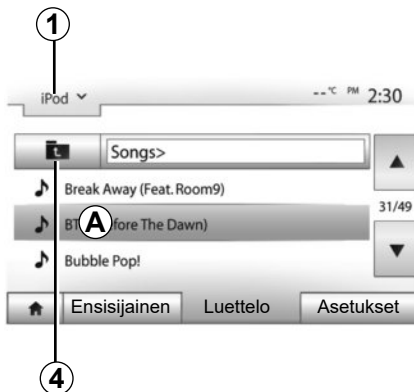 1
iPod --°C PM 2:30
Songs>
Break Away (Feat. Room9)
31/49
A fore The Dawn)
Bubble Pop!
Ensisijainen Luettelo Asetukset
4